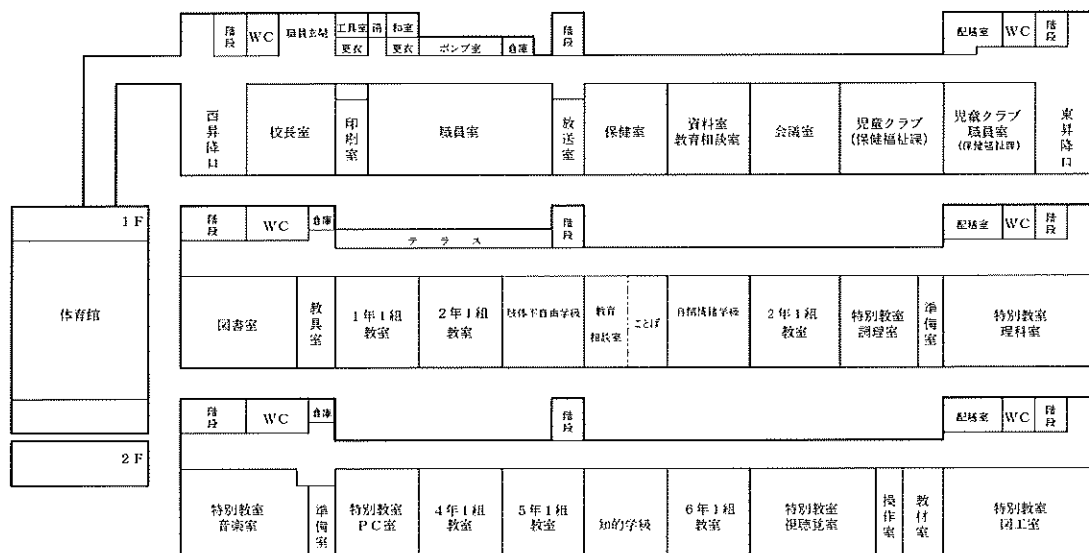 階段
WC
職員玄関
工具室
湯
和室
更衣
更衣
ポンプ室
倉庫
階段
配膳室
WC
階段
西昇降口
校長室
印刷室
職員室
放送室
保健室
資料室
教育相談室
会議室
児童クラブ
(保健福祉課)
児童クラブ
職員室
(保健福祉課)
東昇降口
1F
体育館
2F
階段
WC
倉庫
テラス
階段
配膳室
WC
階段
図書室
教具室
1年1組
教室
2年1組
教室
肢体不自由学校
教育
相談室
ことば
自閉情緒学級
2年1組
教室
特別教室
調理室
準備室
特別教室
理科室
階段
WC
倉庫
階段
配膳室
WC
階段
特別教室
音楽室
準備室
特別教室
PC室
4年1組
教室
5年1組
教室
知的学級
6年1組
教室
特別教室
視聴覚室
操作室
教材室
特別教室
図工室